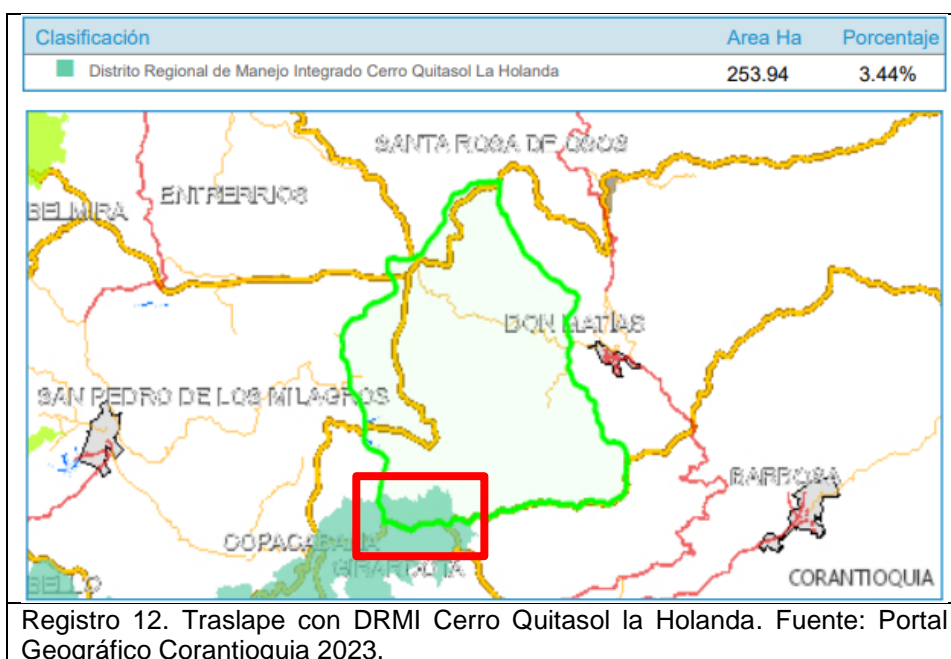 Clasificación Area Ha Porcentaje
Distrito Regional de Manejo Integrado Cerro Quitasol La Holanda 253.94 3.44%
SANTA ROSA DE OSOS
ENTRERRIOS
BELMIRA
DON MATÍAS
SAN PEDRO DE LOS MILAGROS
BARBOSA
COPACABANA
GIRARDOTA
BELLO
CORANTIOQUIA
Registro 12. Traslape con DRMI Cerro Quitasol la Holanda. Fuente: Portal
Geográfico Corantioquia 2023.